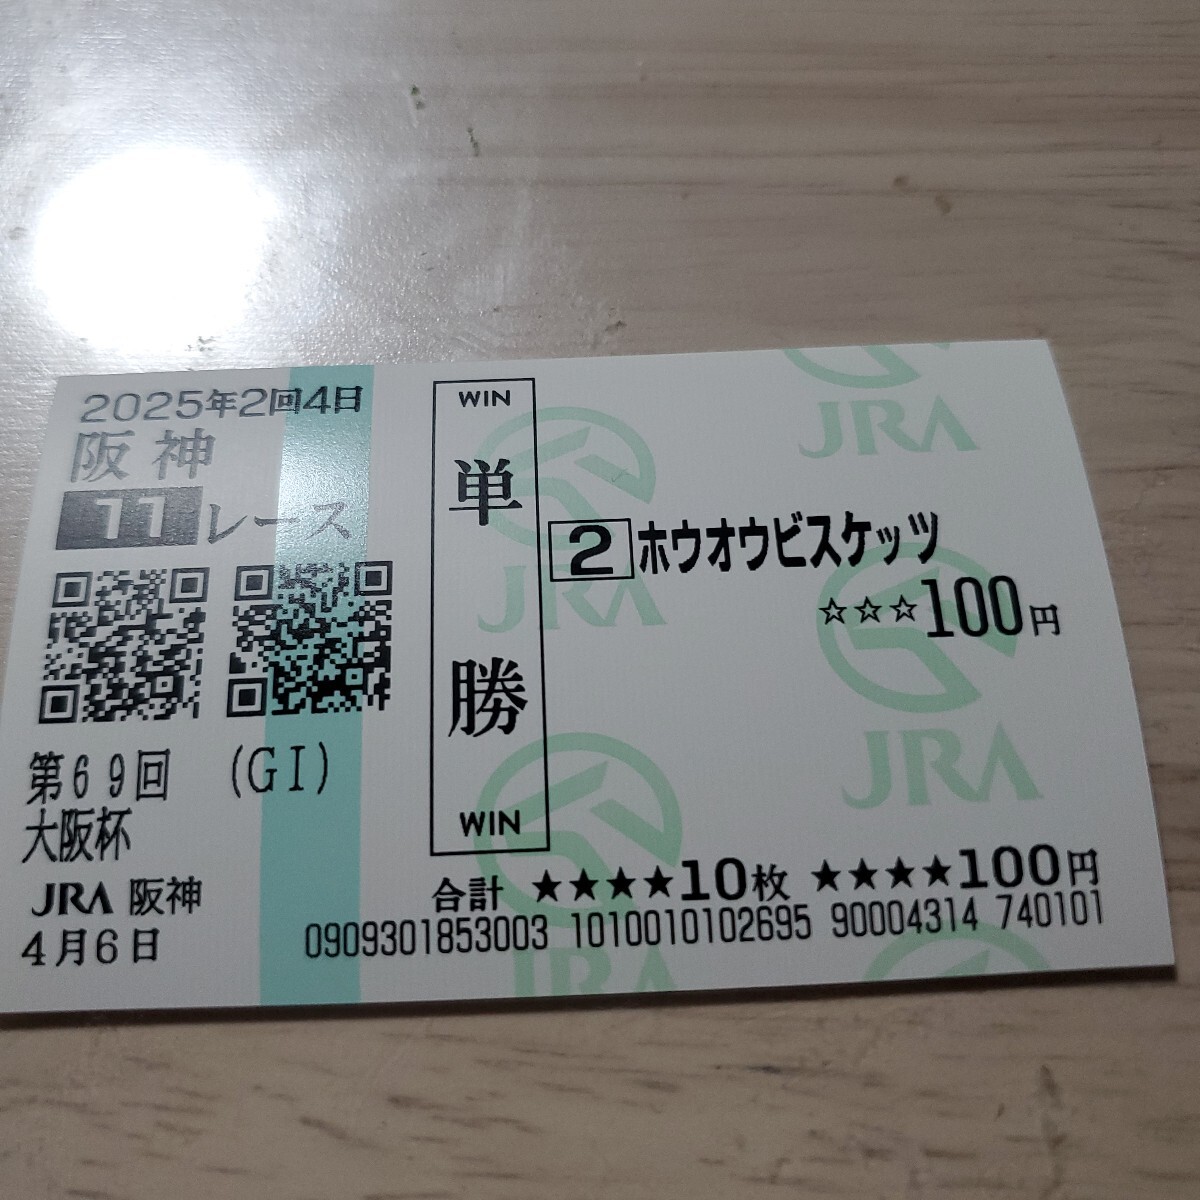 2025年2回4日
阪神
11レース
第69回 (GI)
大阪杯
JRA 阪神
4月6日
WIN
単勝
WIN
2 ホウオウビスケッツ
☆☆☆100円
合計 ★★★★10枚 ★★★★100円
0909301853003 1010010102695 90004314 740101
JRA
JRA
JRA
JRA